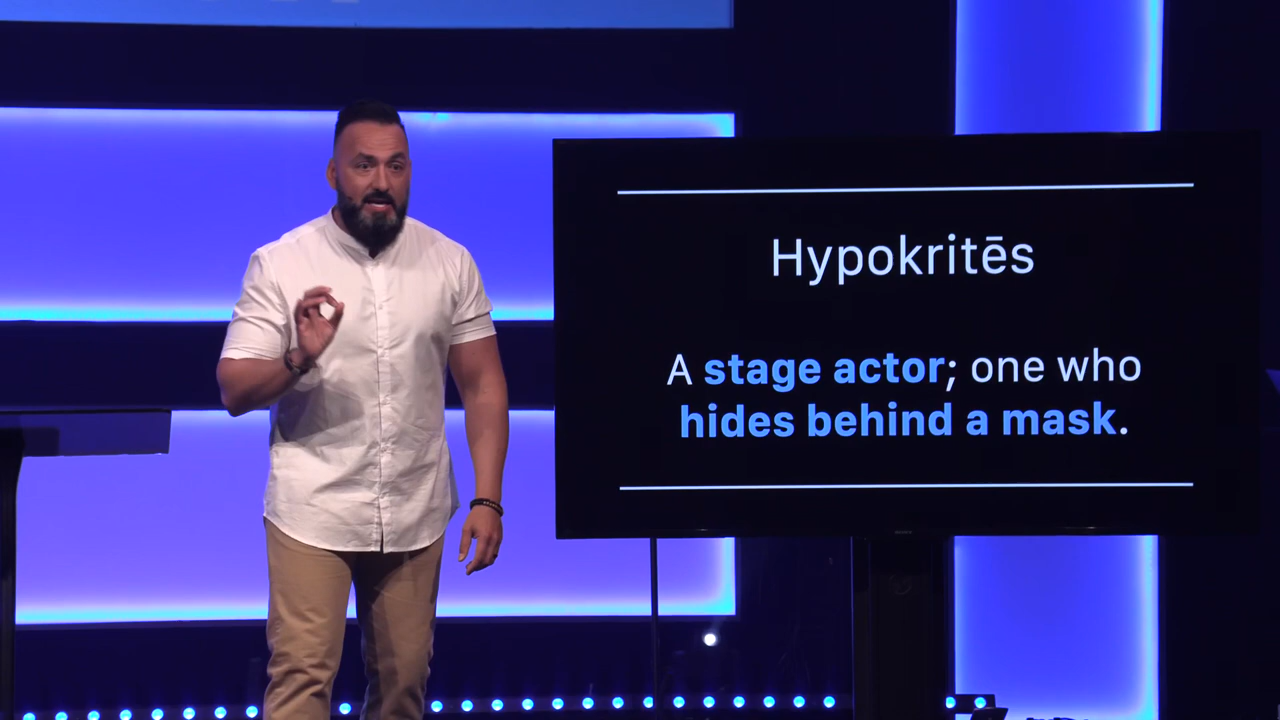 Hypokritēs
A stage actor; one who
hides behind a mask.